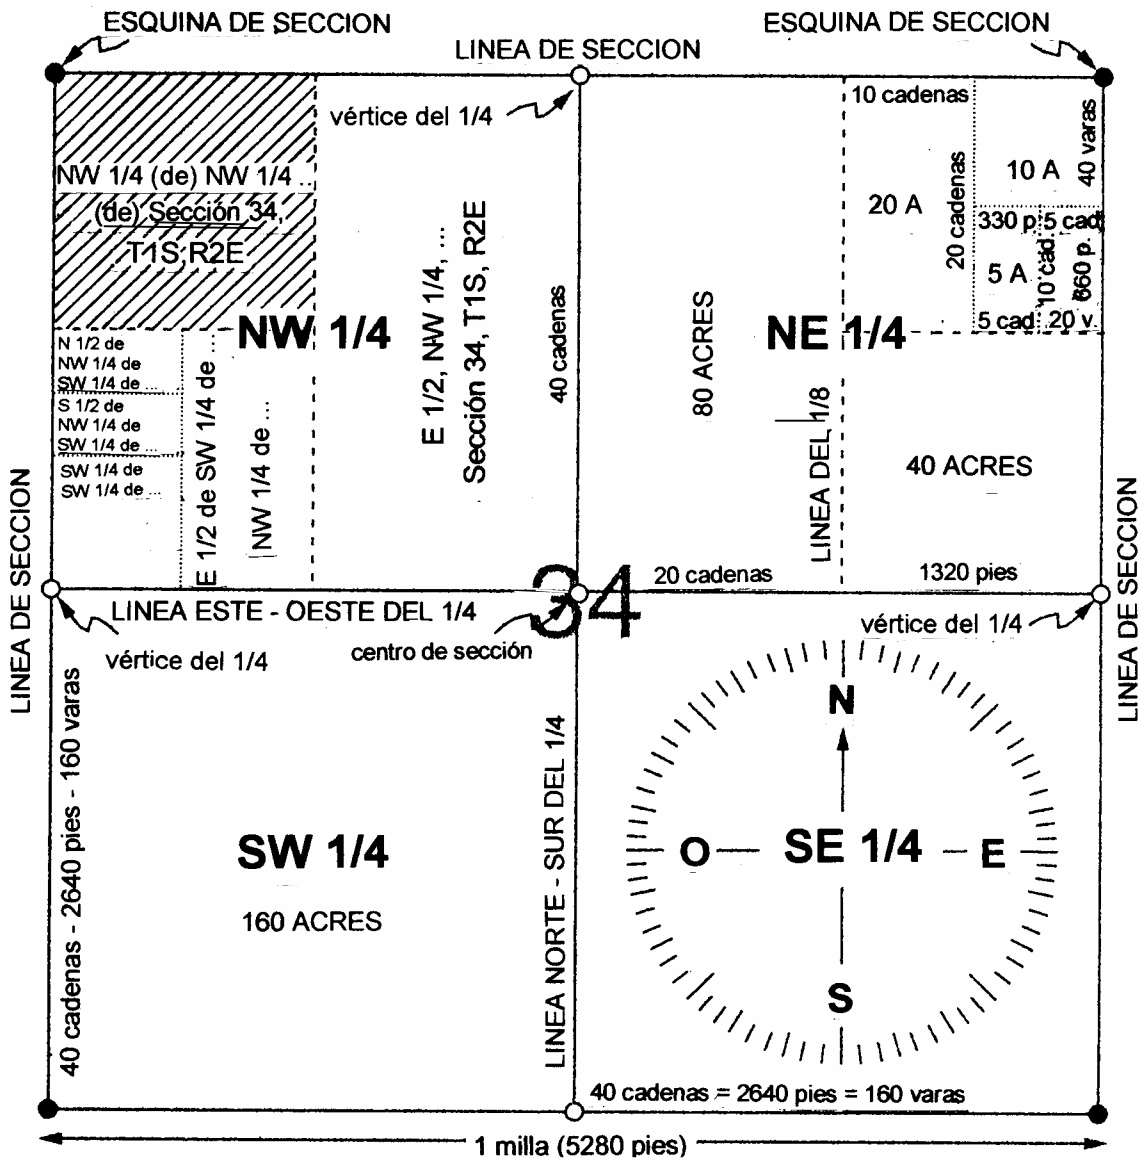 ESQUINA DE SECCION
ESQUINA DE SECCION
LINEA DE SECCION
vértice del 1/4
NW 1/4 (de) NW 1/4 ...
(de) Sección 34,
T1S R2E
E 1/2, NW 1/4, ...
Sección 34, T1S, R2E
NW 1/4
N 1/2 de
NW 1/4 de
SW 1/4 de ...
S 1/2 de
NW 1/4 de
SW 1/4 de ...
SW 1/4 de
SW 1/4 de ...
E 1/2 de SW 1/4 de ...
NW 1/4 de ...
40 cadenas
80 ACRES
NE 1/4
LINEA DEL 1/8
10 cadenas
20 A
20 cadenas
10 A
40 varas
330 p.
5 cad
5 A
10 cad.
660 p.
5 cad
20 v.
40 ACRES
20 cadenas
1320 pies
LINEA DE SECCION
LINEA DE SECCION
34
LINEA ESTE - OESTE DEL 1/4
vértice del 1/4
centro de sección
vértice del 1/4
40 cadenas - 2640 pies - 160 varas
SW 1/4
160 ACRES
LINEA NORTE - SUR DEL 1/4
N
O
SE 1/4
E
S
40 cadenas = 2640 pies = 160 varas
1 milla (5280 pies)